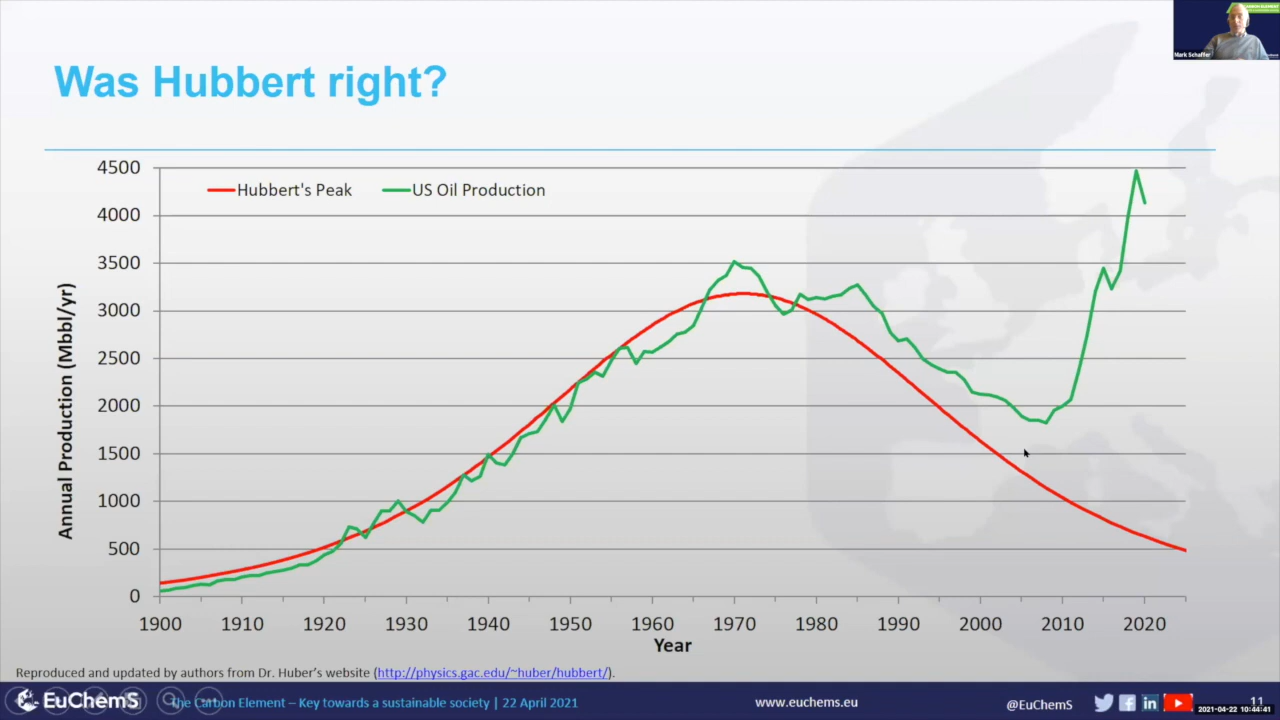 Mark Schaffer
Was Hubbert right?
Hubbert's Peak
US Oil Production
4500
4000
3500
3000
2500
2000
1500
1000
500
0
Annual Production (Mbbl/yr)
1900 1910 1920 1930 1940 1950 1960 1970 1980 1990 2000 2010 2020
Year
Reproduced and updated by authors from Dr. Huber's website (http://physics.gac.edu/~huber/hubbert/).
EuChemS
The Carbon Element – Key towards a sustainable society | 22 April 2021
www.euchems.eu
@EuChemS
11
2021-04-22 10:44:41